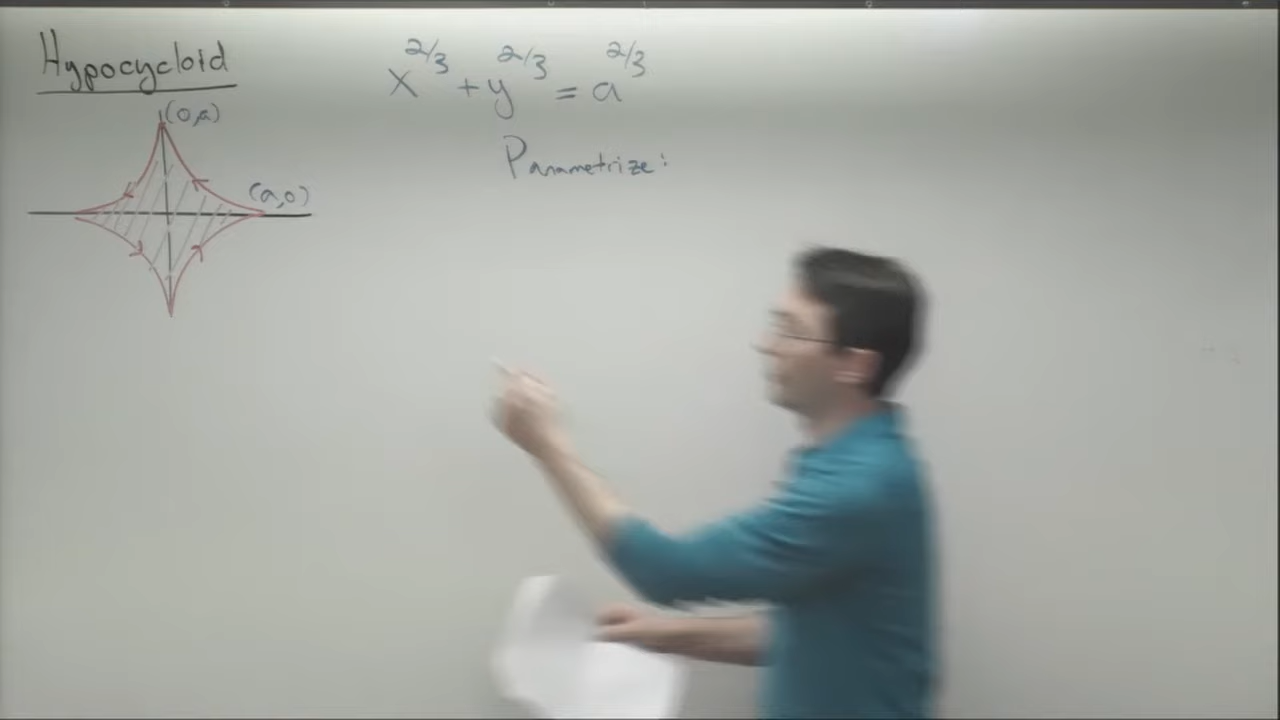 Hypocycloid
x^{2/3} + y^{2/3} = a^{2/3}
(0,a)
Parametrize:
(a,0)